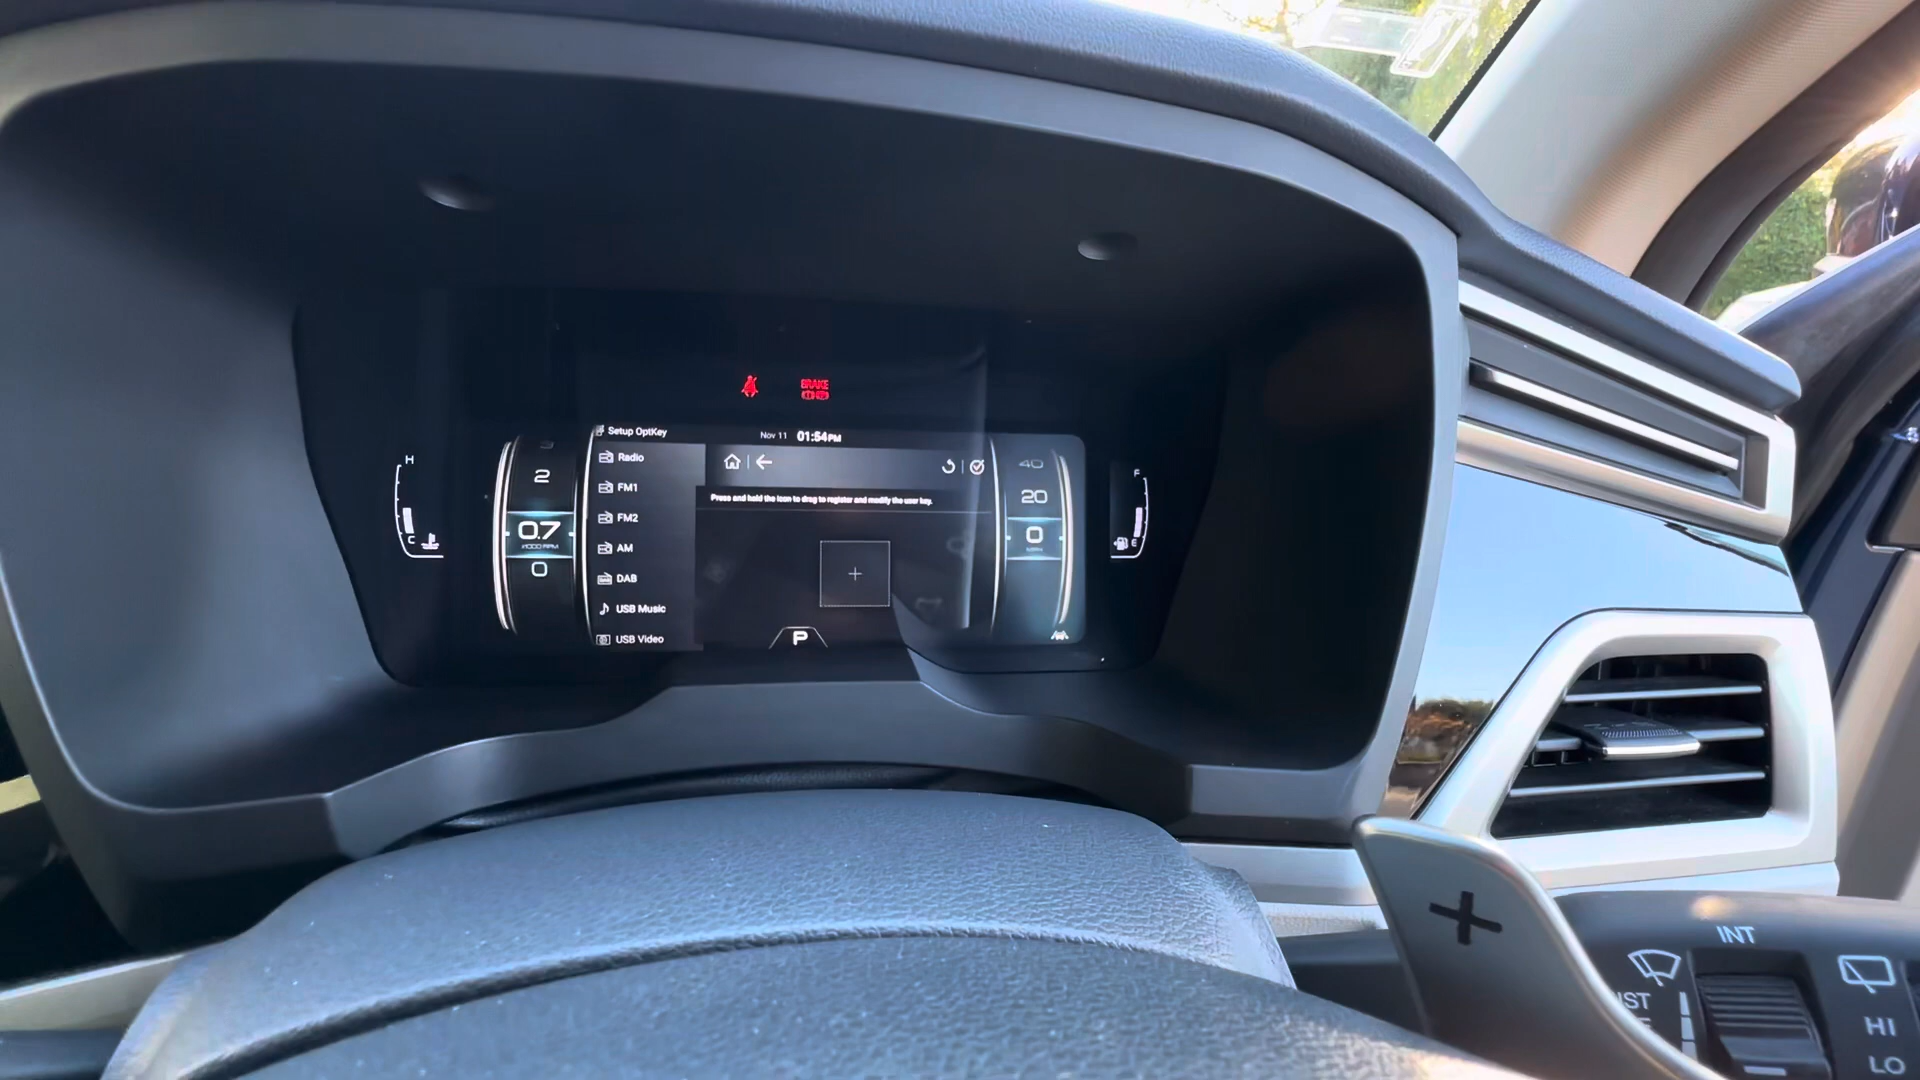 BRAKE
Setup OptKey
Nov 11 01:54PM
Radio
FM1
FM2
AM
DAB
USB Music
USB Video
Press and hold the icon to drag to register and modify the user key.
H
C
2
0.7
x1000 RPM
0
P
40
20
0
F
E
+
INT
HI
LO